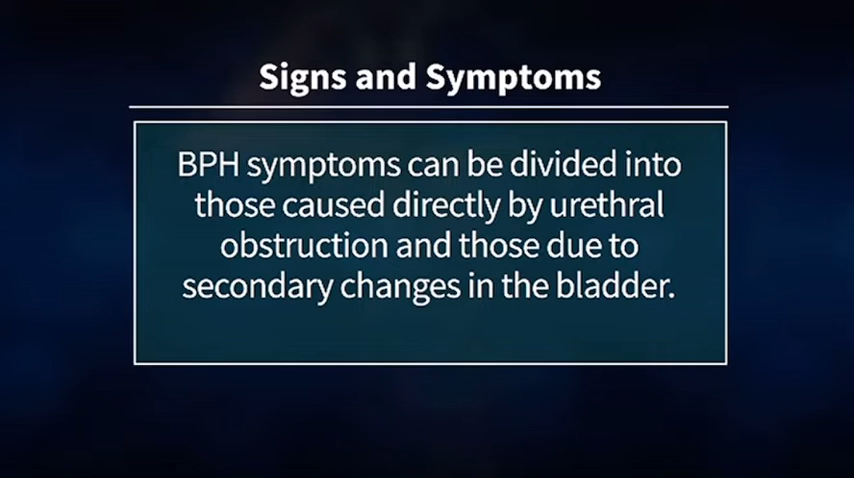 Signs and Symptoms
BPH symptoms can be divided into
those caused directly by urethral
obstruction and those due to
secondary changes in the bladder.